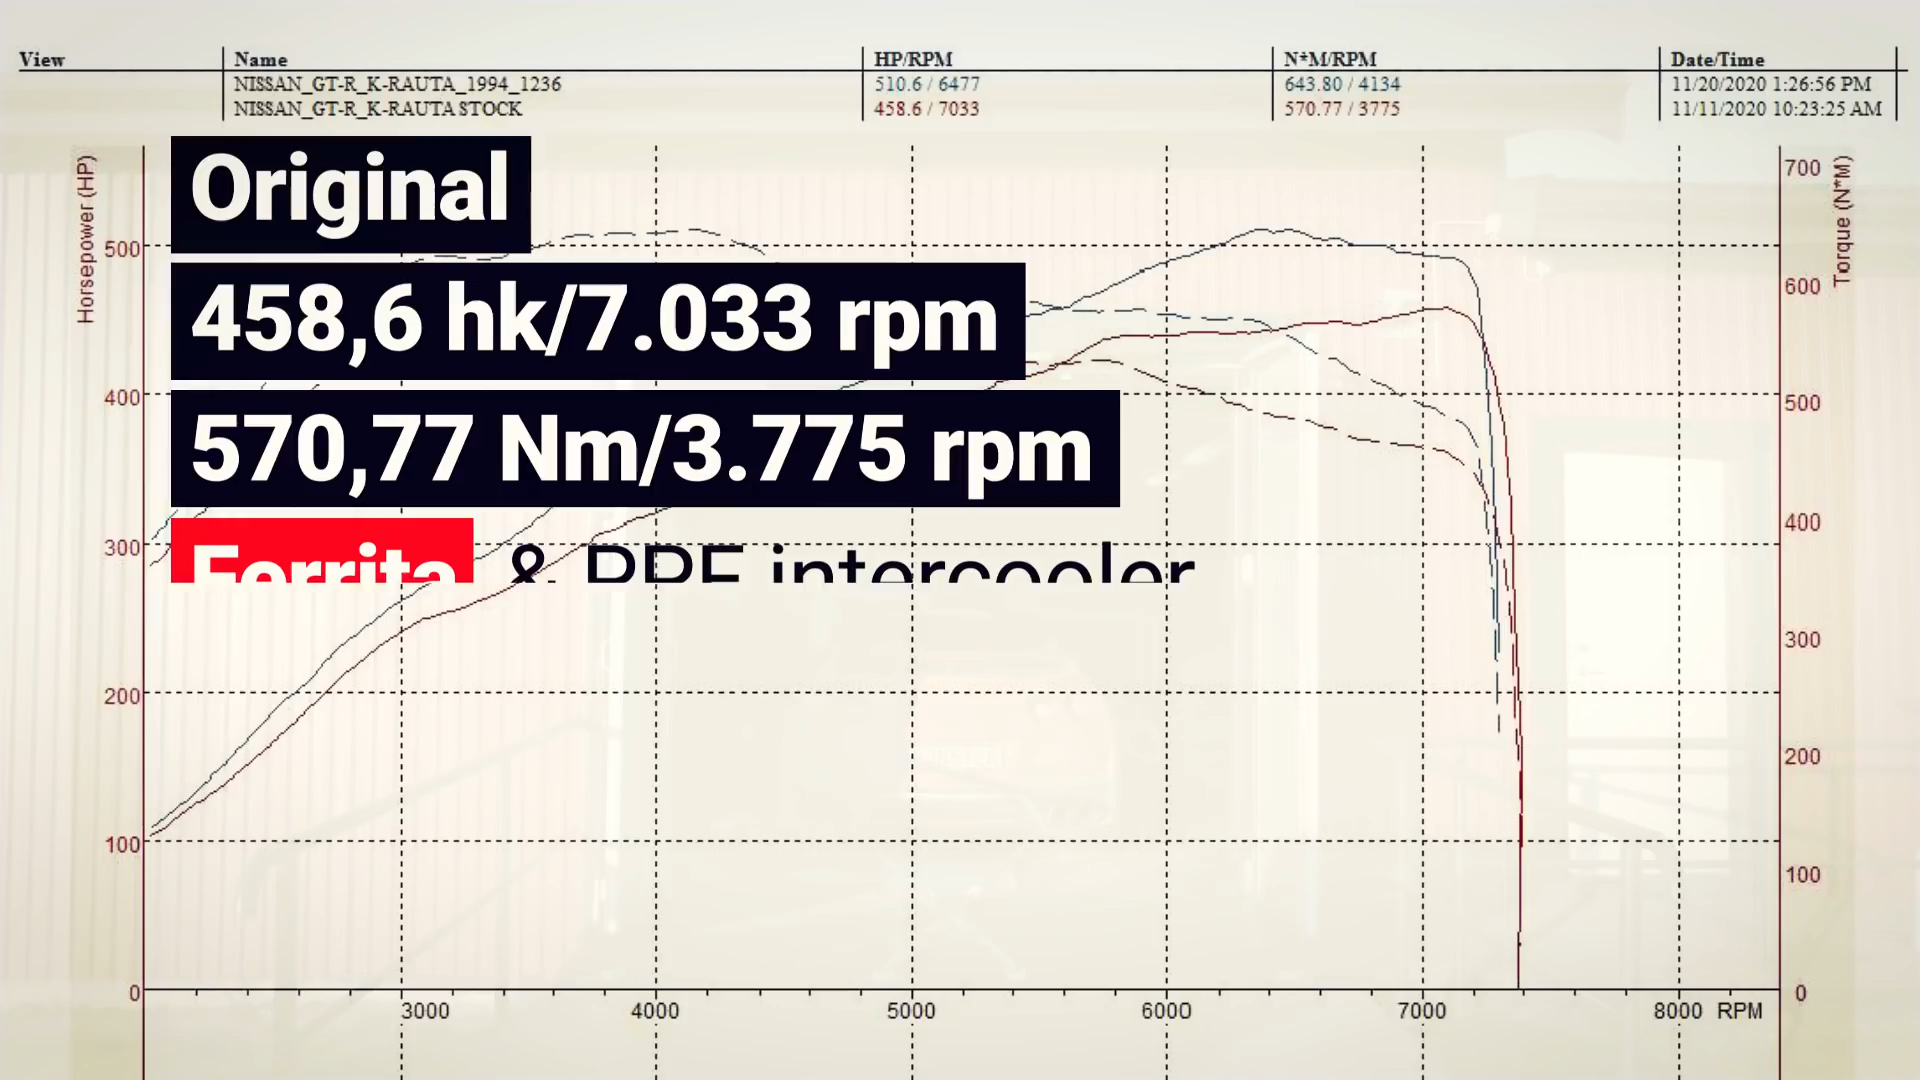 View Name HP/RPM N*M/RPM Date/Time
NISSAN_GT-R_K-RAUTA_1994_1236 510.6 / 6477 643.80 / 4134 11/20/2020 1:26:56 PM
NISSAN_GT-R_K-RAUTA STOCK 458.6 / 7033 570.77 / 3775 11/11/2020 10:23:25 AM
Horsepower (HP)
500
400
300
200
100
0
Original
458,6 hk/7.033 rpm
570,77 Nm/3.775 rpm
Ferrita & PPF intercooler
700
600
500
400
300
200
100
0
Torque (N*M)
3000 4000 5000 6000 7000 8000 RPM